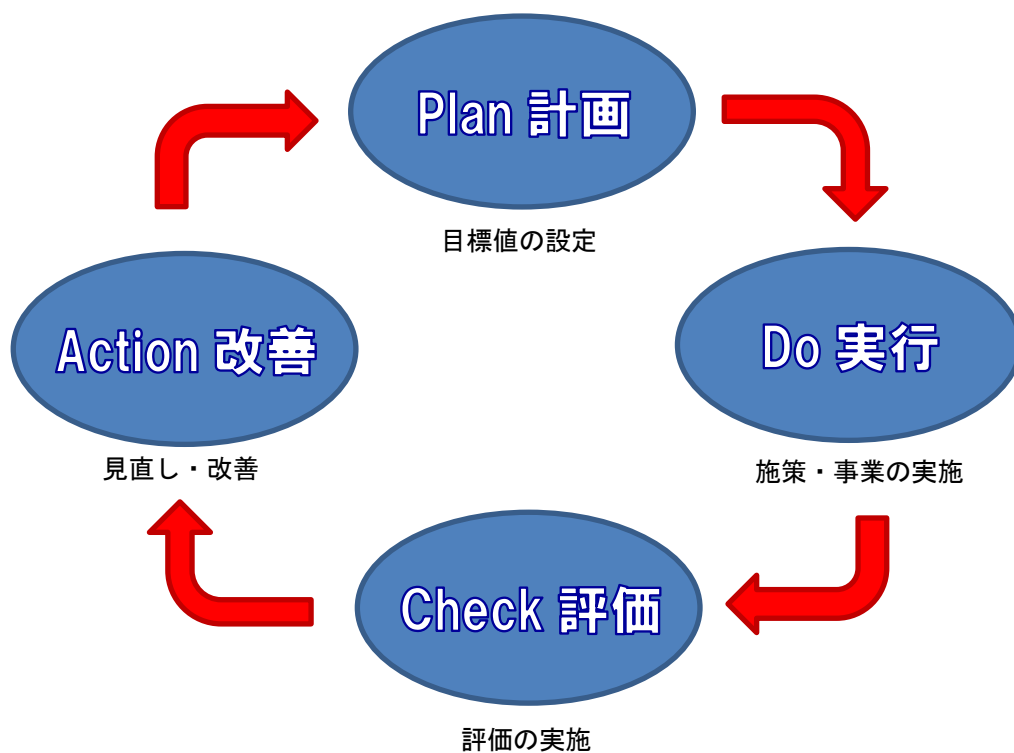 Plan 計画
目標値の設定
Action 改善
Do 実行
見直し・改善
施策・事業の実施
Check 評価
評価の実施